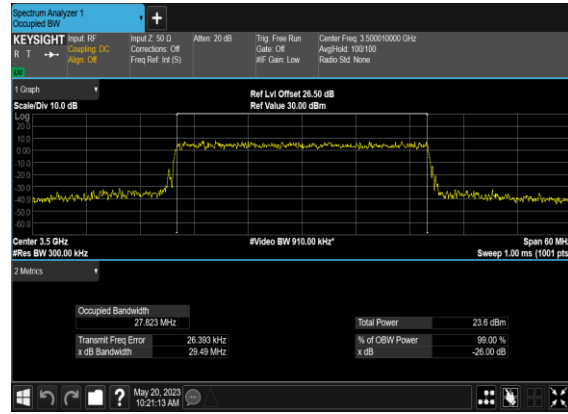 Spectrum Analyzer 1
Occupied BW
+
KEYSIGHT Input: RF Input Z: 50 Ω Atten: 20 dB Trig: Free Run Center Freq: 3.500010000 GHz
R T Coupling: DC Corrections: Off Gate: Off Avg|Hold: 100/100
Align: Off Freq Ref: Int (S) #IF Gain: Low Radio Std: None
LXI
1 Graph
Ref Lvl Offset 26.50 dB
Scale/Div 10.0 dB Ref Value 30.00 dBm
Log
20.0
10.0
0.00
-10.0
-20.0
-30.0
-40.0
-50.0
-60.0
Center 3.5 GHz #Video BW 910.00 kHz* Span 60 MHz
#Res BW 300.00 kHz Sweep 1.00 ms (1001 pts)
2 Metrics
Occupied Bandwidth
27.823 MHz Total Power 23.6 dBm
Transmit Freq Error 26.393 kHz % of OBW Power 99.00 %
x dB Bandwidth 29.49 MHz x dB -26.00 dB
? May 20, 2023
10:21:13 AM